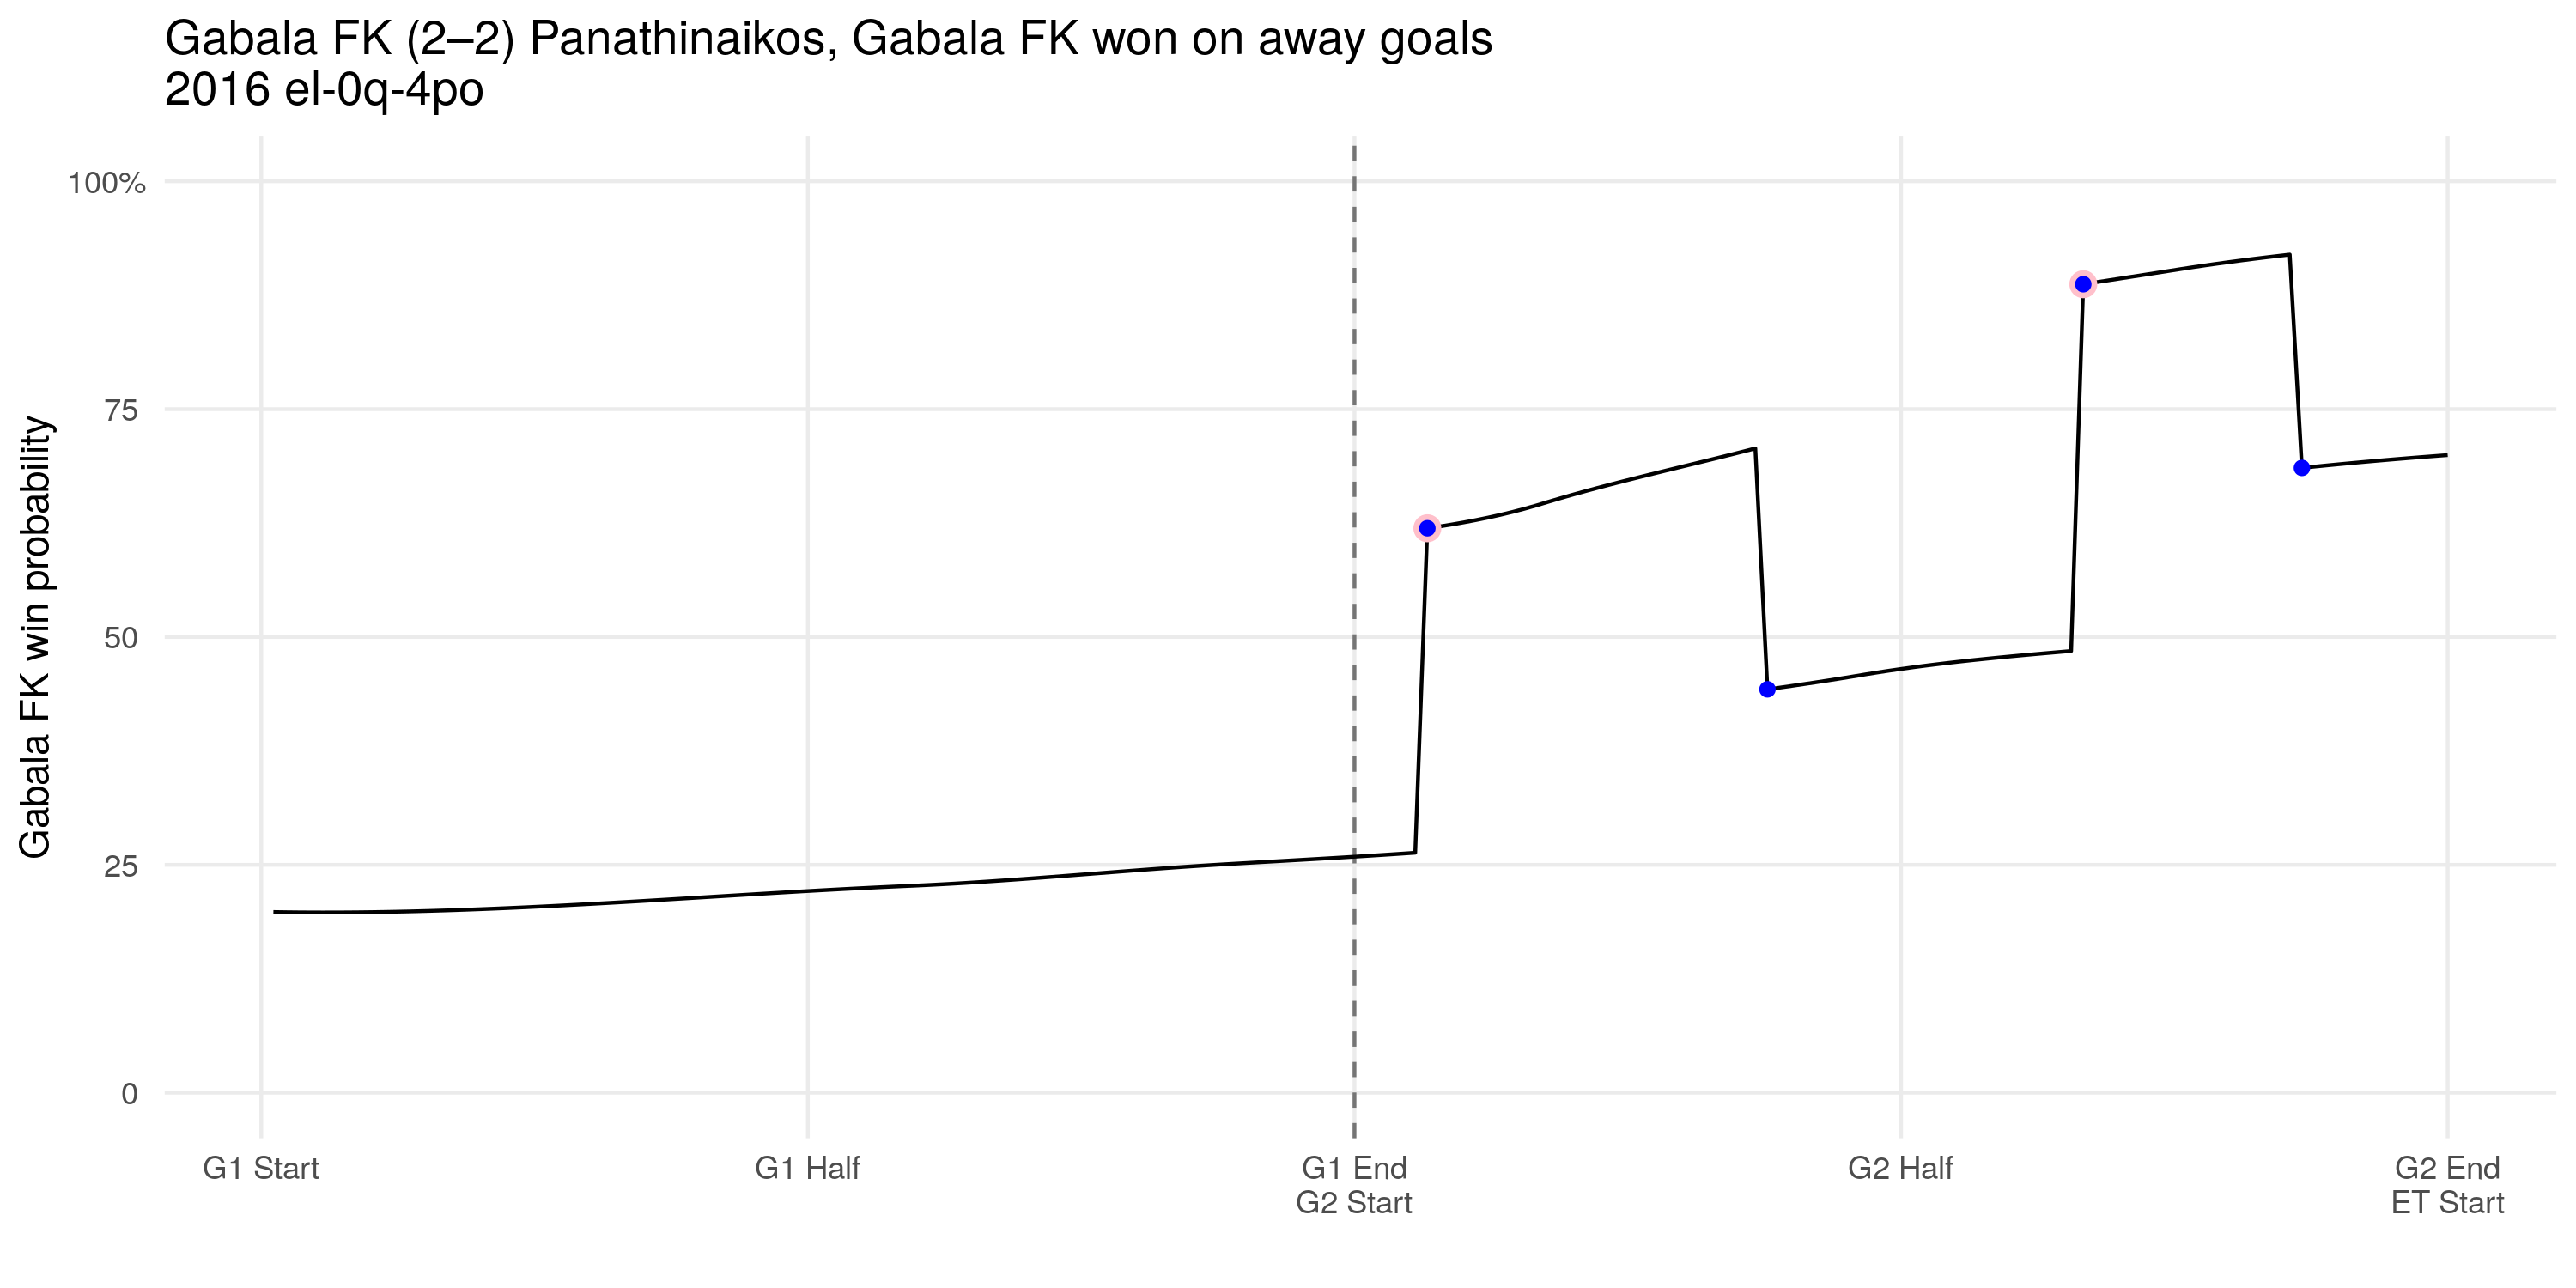 Gabala FK (2–2) Panathinaikos, Gabala FK won on away goals
2016 el-0q-4po
Gabala FK win probability
100%
75
50
25
0
G1 Start
G1 Half
G1 End
G2 Start
G2 Half
G2 End
ET Start